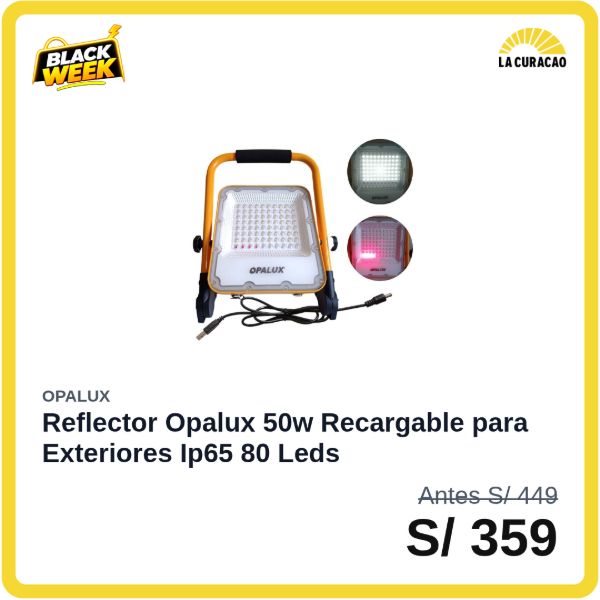 BLACK
WEEK
LA CURACAO
OPALUX
OPALUX
Reflector Opalux 50w Recargable para
Exteriores Ip65 80 Leds
Antes S/ 449
S/ 359